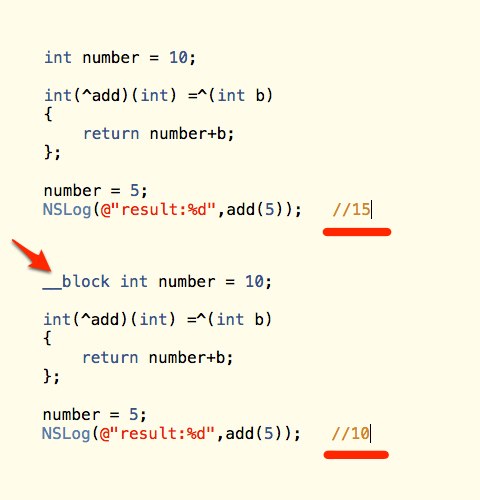 int number = 10;
int(^add)(int) =^(int b)
{
return number+b;
};
number = 5;
NSLog(@"result:%d",add(5)); //15
__block int number = 10;
int(^add)(int) =^(int b)
{
return number+b;
};
number = 5;
NSLog(@"result:%d",add(5)); //10